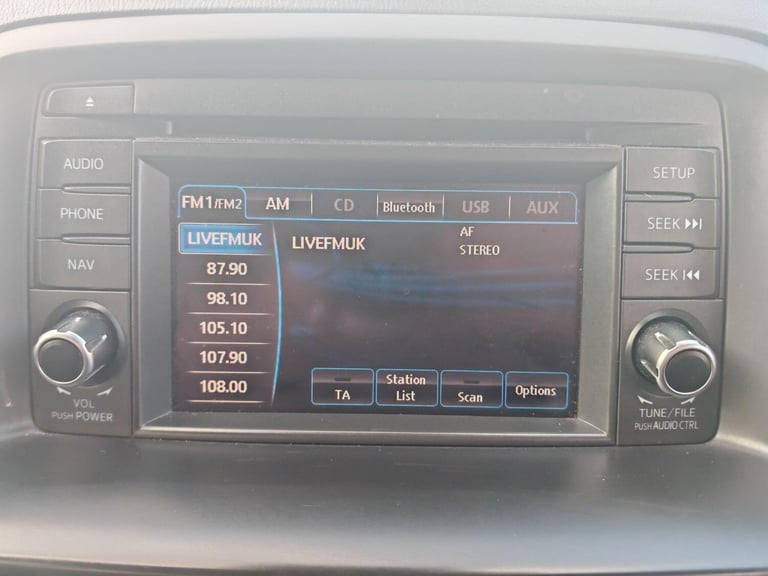 AUDIO
PHONE
NAV
VOL
PUSH POWER
FM1/FM2
AM
CD
Bluetooth
USB
AUX
LIVEFMUK
87.90
98.10
105.10
107.90
108.00
LIVEFMUK
AF
STEREO
TA
Station
List
Scan
Options
SETUP
SEEK
SEEK
TUNE/FILE
PUSH AUDIO CTRL